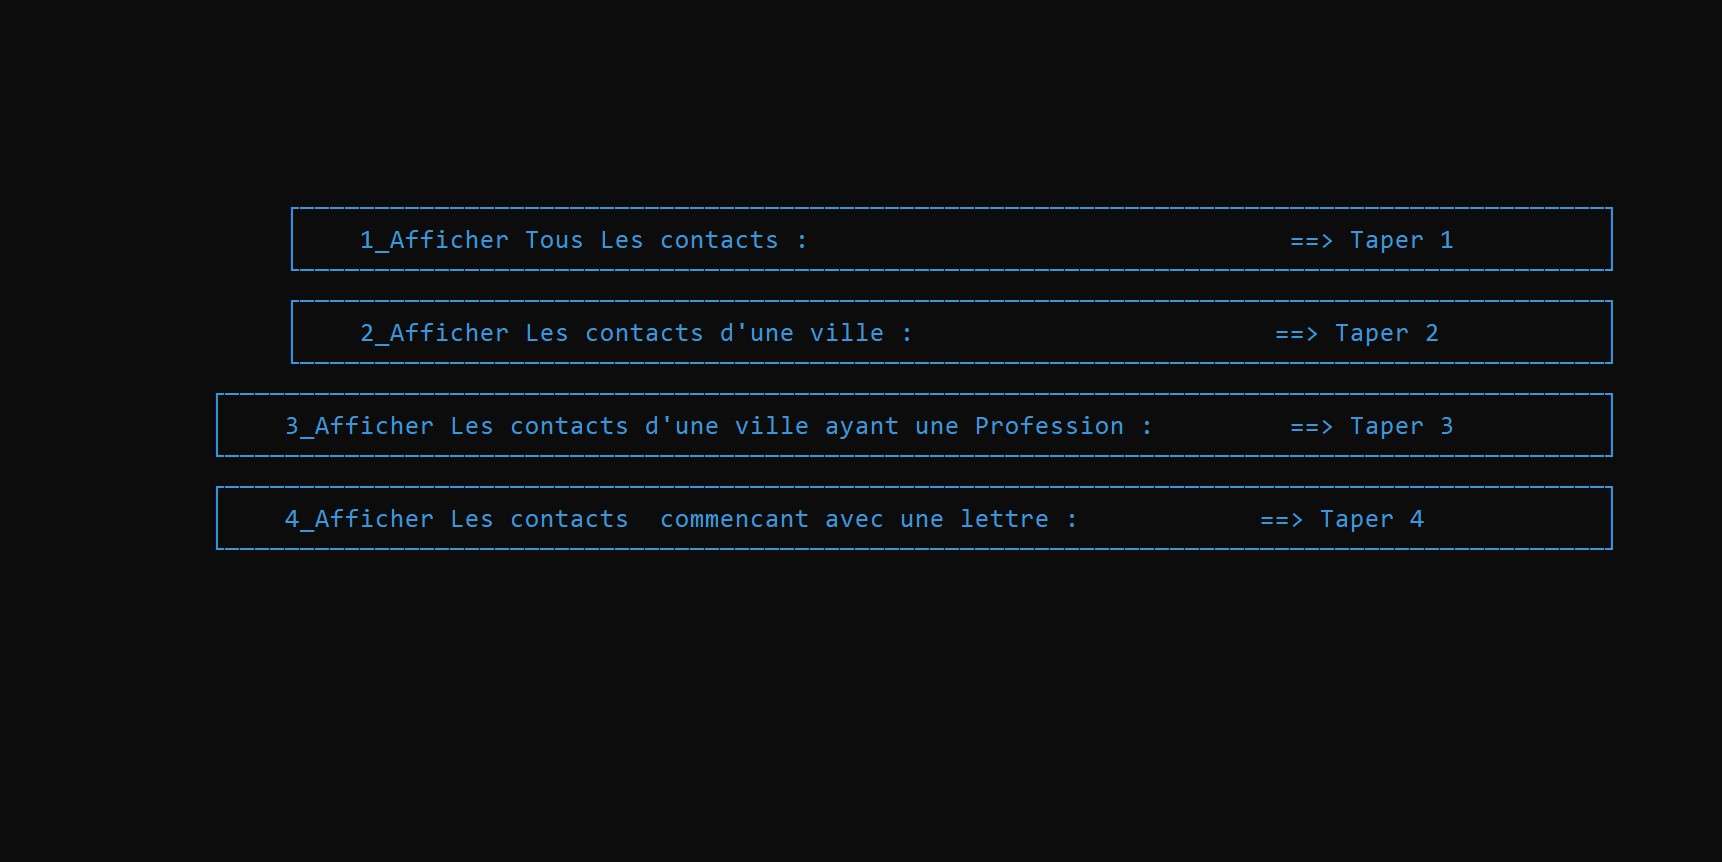 1_Afficher Tous Les contacts : ==> Taper 1
2_Afficher Les contacts d'une ville : ==> Taper 2
3_Afficher Les contacts d'une ville ayant une Profession : ==> Taper 3
4_Afficher Les contacts  commencant avec une lettre : ==> Taper 4